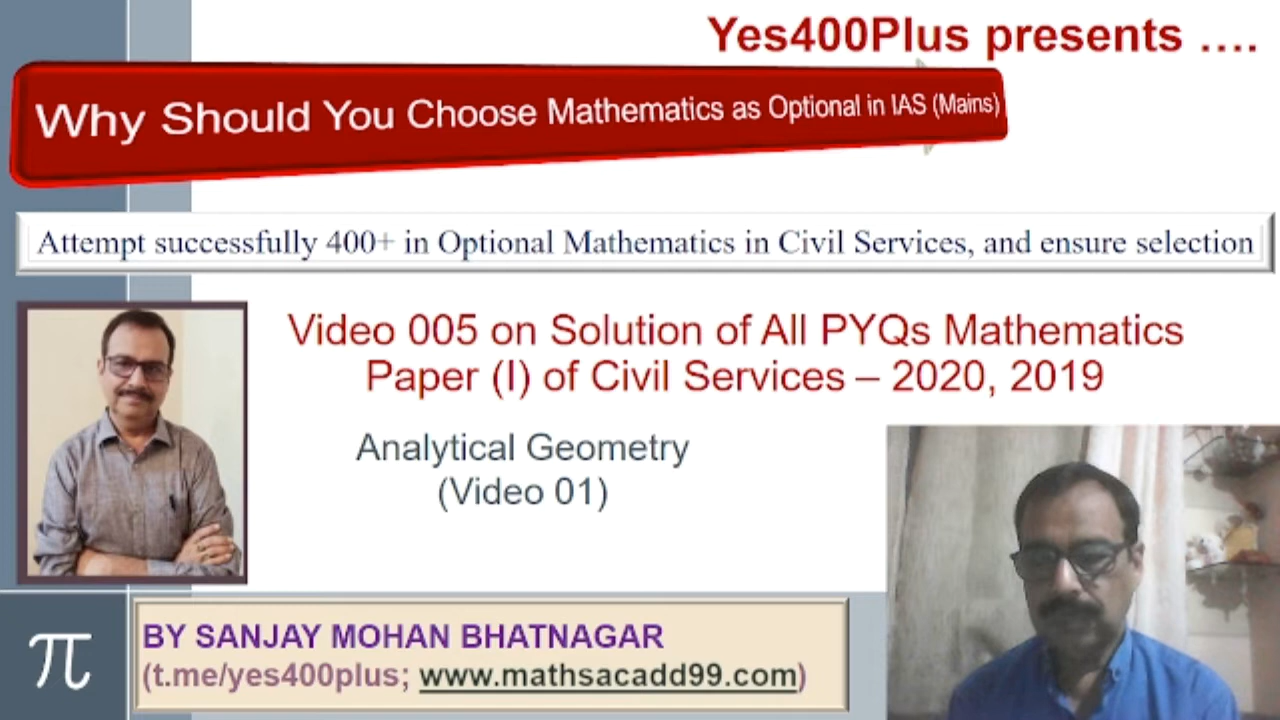 Yes400Plus presents ….
Why Should You Choose Mathematics as Optional in IAS (Mains)
Attempt successfully 400+ in Optional Mathematics in Civil Services, and ensure selection
Video 005 on Solution of All PYQs Mathematics
Paper (I) of Civil Services – 2020, 2019
Analytical Geometry
(Video 01)
π
BY SANJAY MOHAN BHATNAGAR
(t.me/yes400plus; www.mathsacadd99.com)